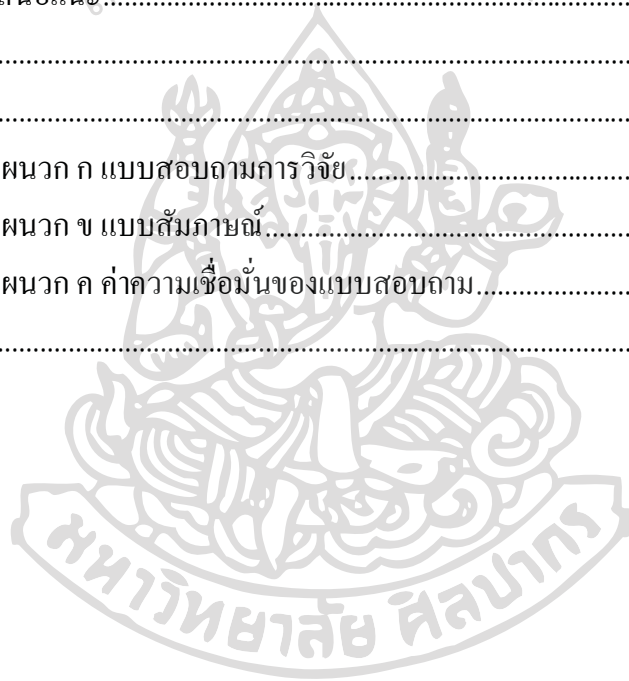 ................................................................
................................................................
................................................................
ผนวก ก แบบสอบถามการวิจัย..................................
ผนวก ข แบบสัมภาษณ์..............................................
ผนวก ค ค่าความเชื่อมั่นของแบบสอบถาม..................
................................................................
มหาวิทยาลัย ศิลปากร